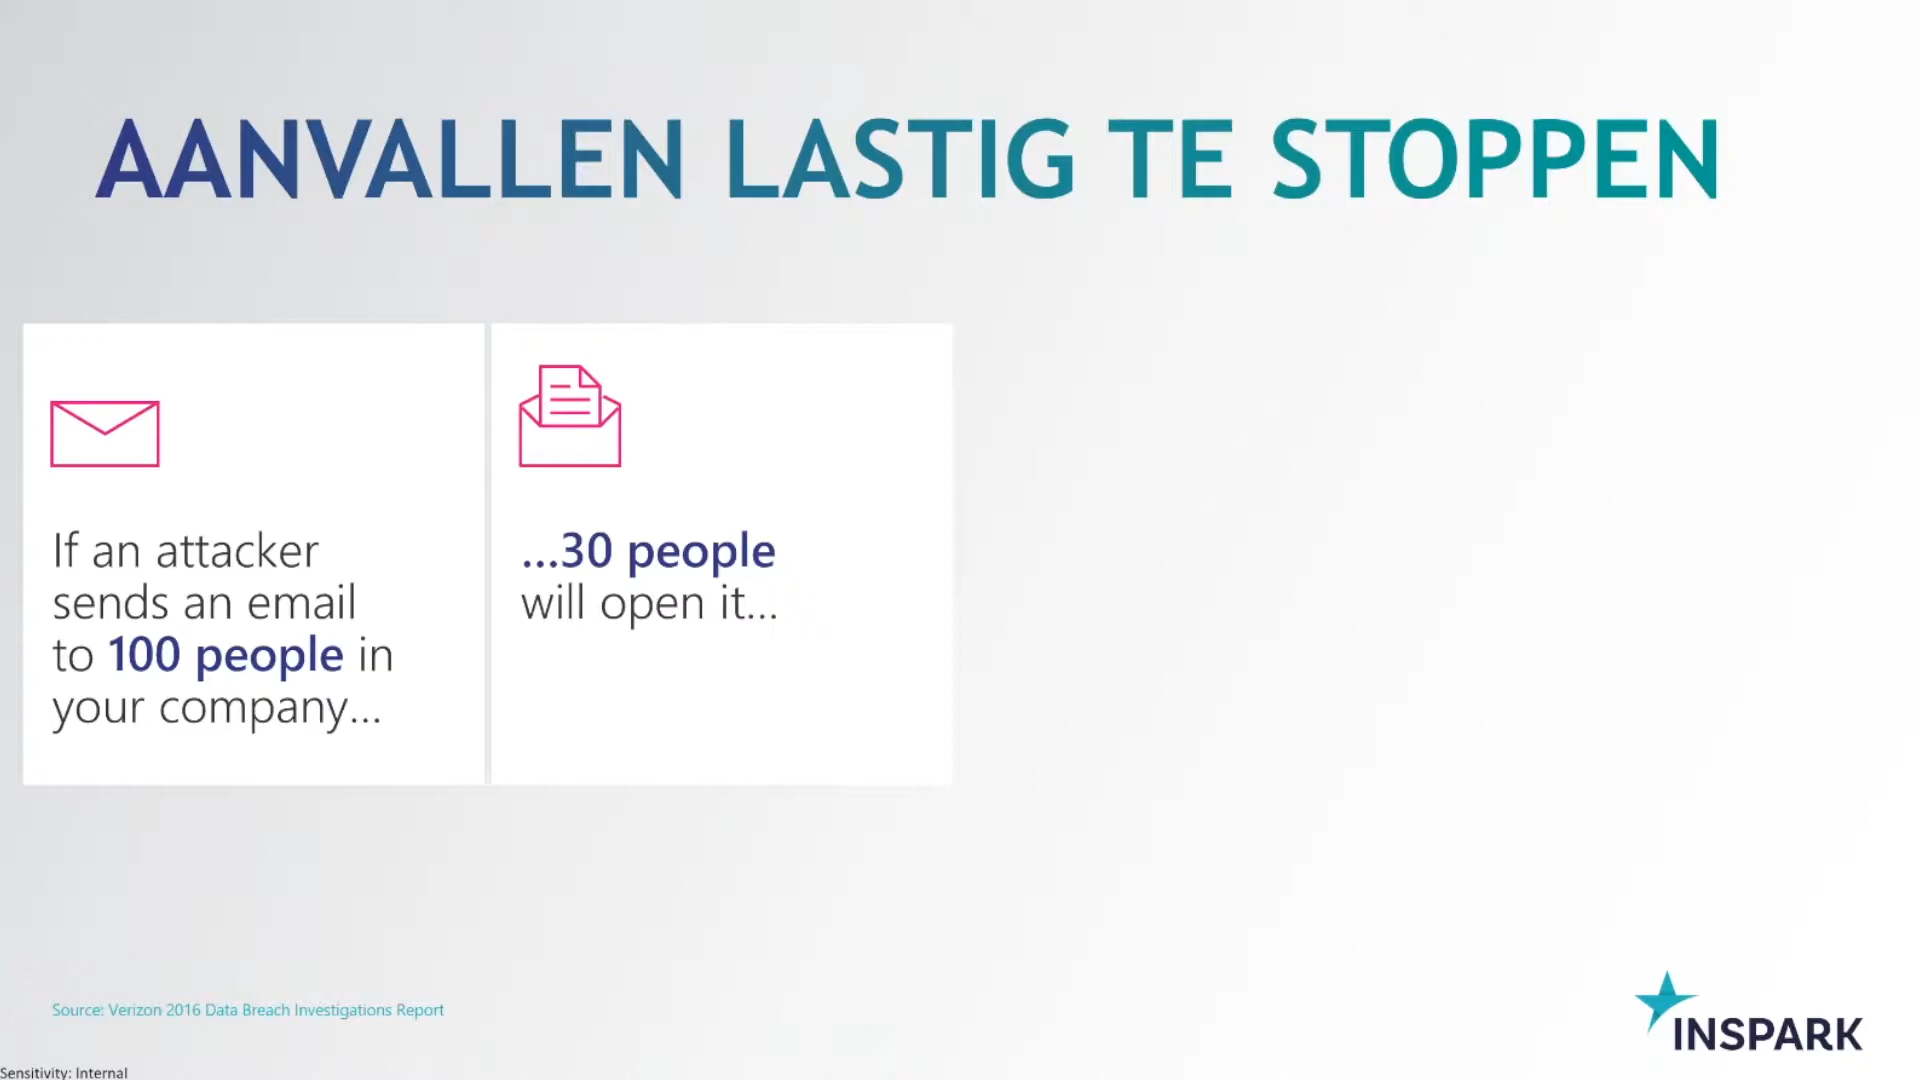 AANVALLEN LASTIG TE STOPPEN
If an attacker
sends an email
to 100 people in
your company...
...30 people
will open it...
Source: Verizon 2016 Data Breach Investigations Report
INSPARK
Sensitivity: Internal